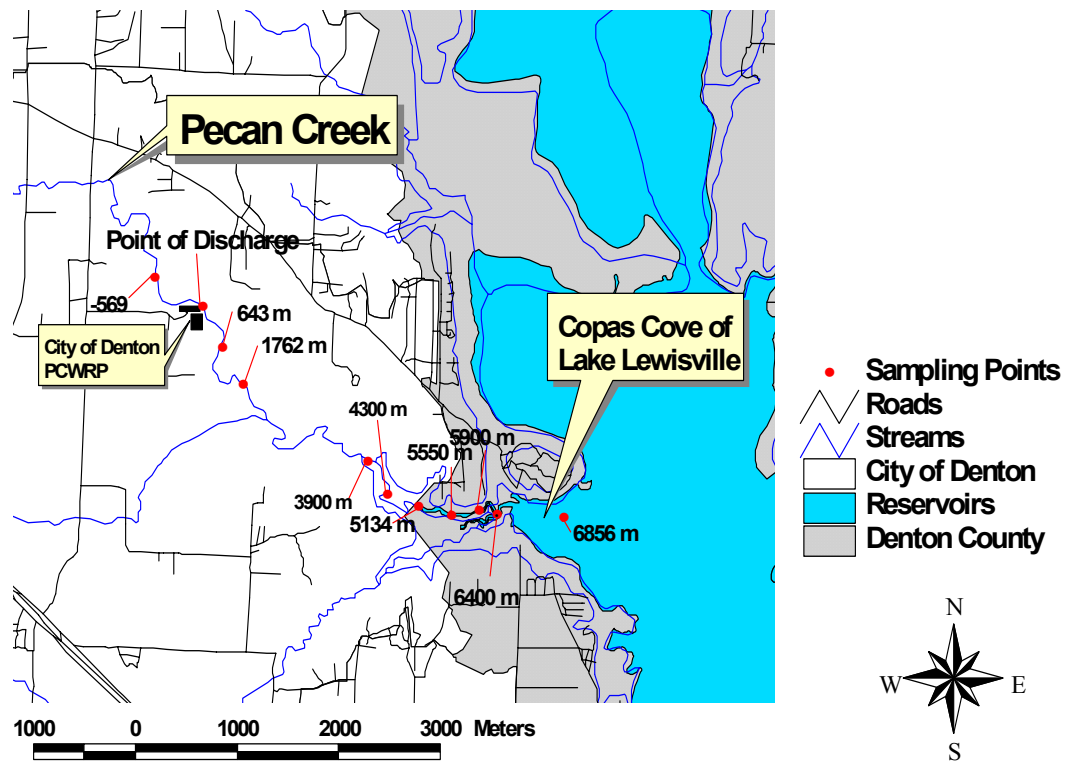 Pecan Creek
Point of Discharge
-569
643 m
City of Denton
PCWRP
1762 m
Copas Cove of
Lake Lewisville
4300 m
5900 m
5550 m
3900 m
5134 m
6856 m
6400 m
Sampling Points
Roads
Streams
City of Denton
Reservoirs
Denton County
N
W
E
S
1000 0 1000 2000 3000 Meters